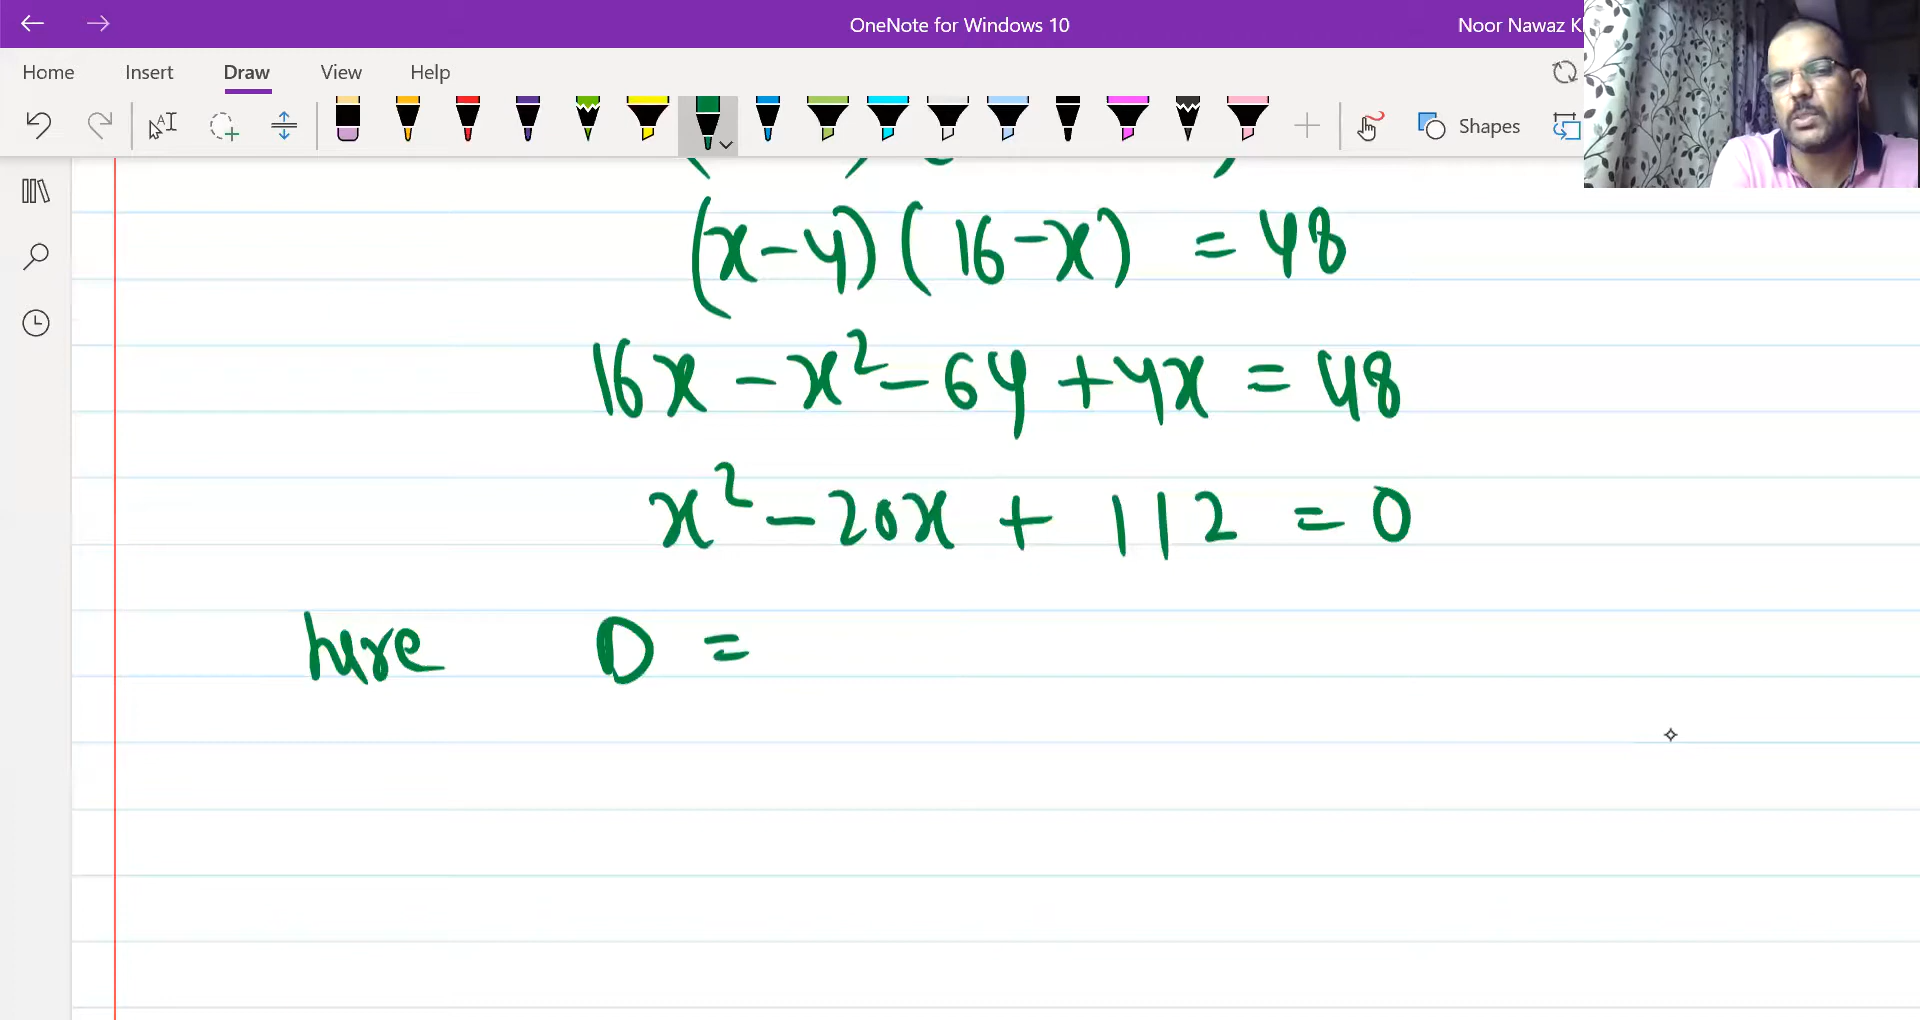 OneNote for Windows 10
Noor Nawaz K
Home Insert Draw View Help
Shapes
(x-4)(16-x) = 48
16x - x² - 64 + 4x = 48
x² - 20x + 112 = 0
here D =